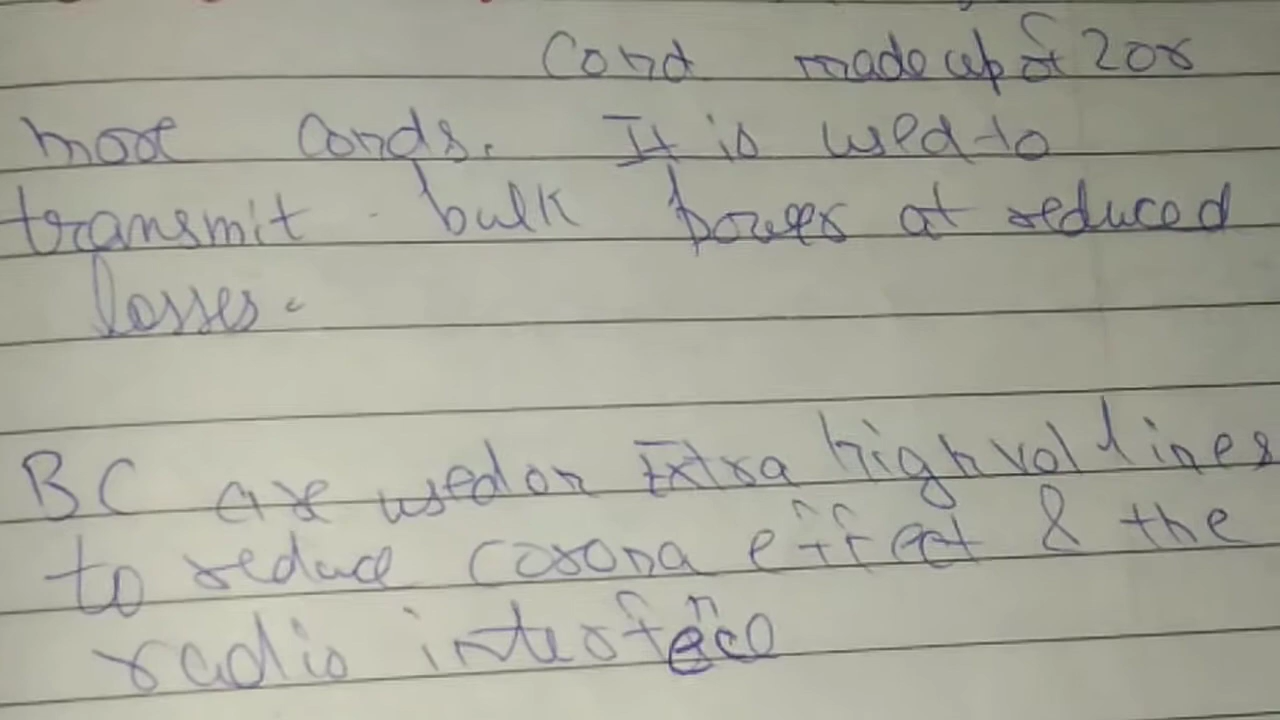 Cond made up of 2 or
more Conds. It is used to
transmit bulk power at reduced
losses.
BC are used on Extra high vol lines
to reduce corona effect & the
radio interfence